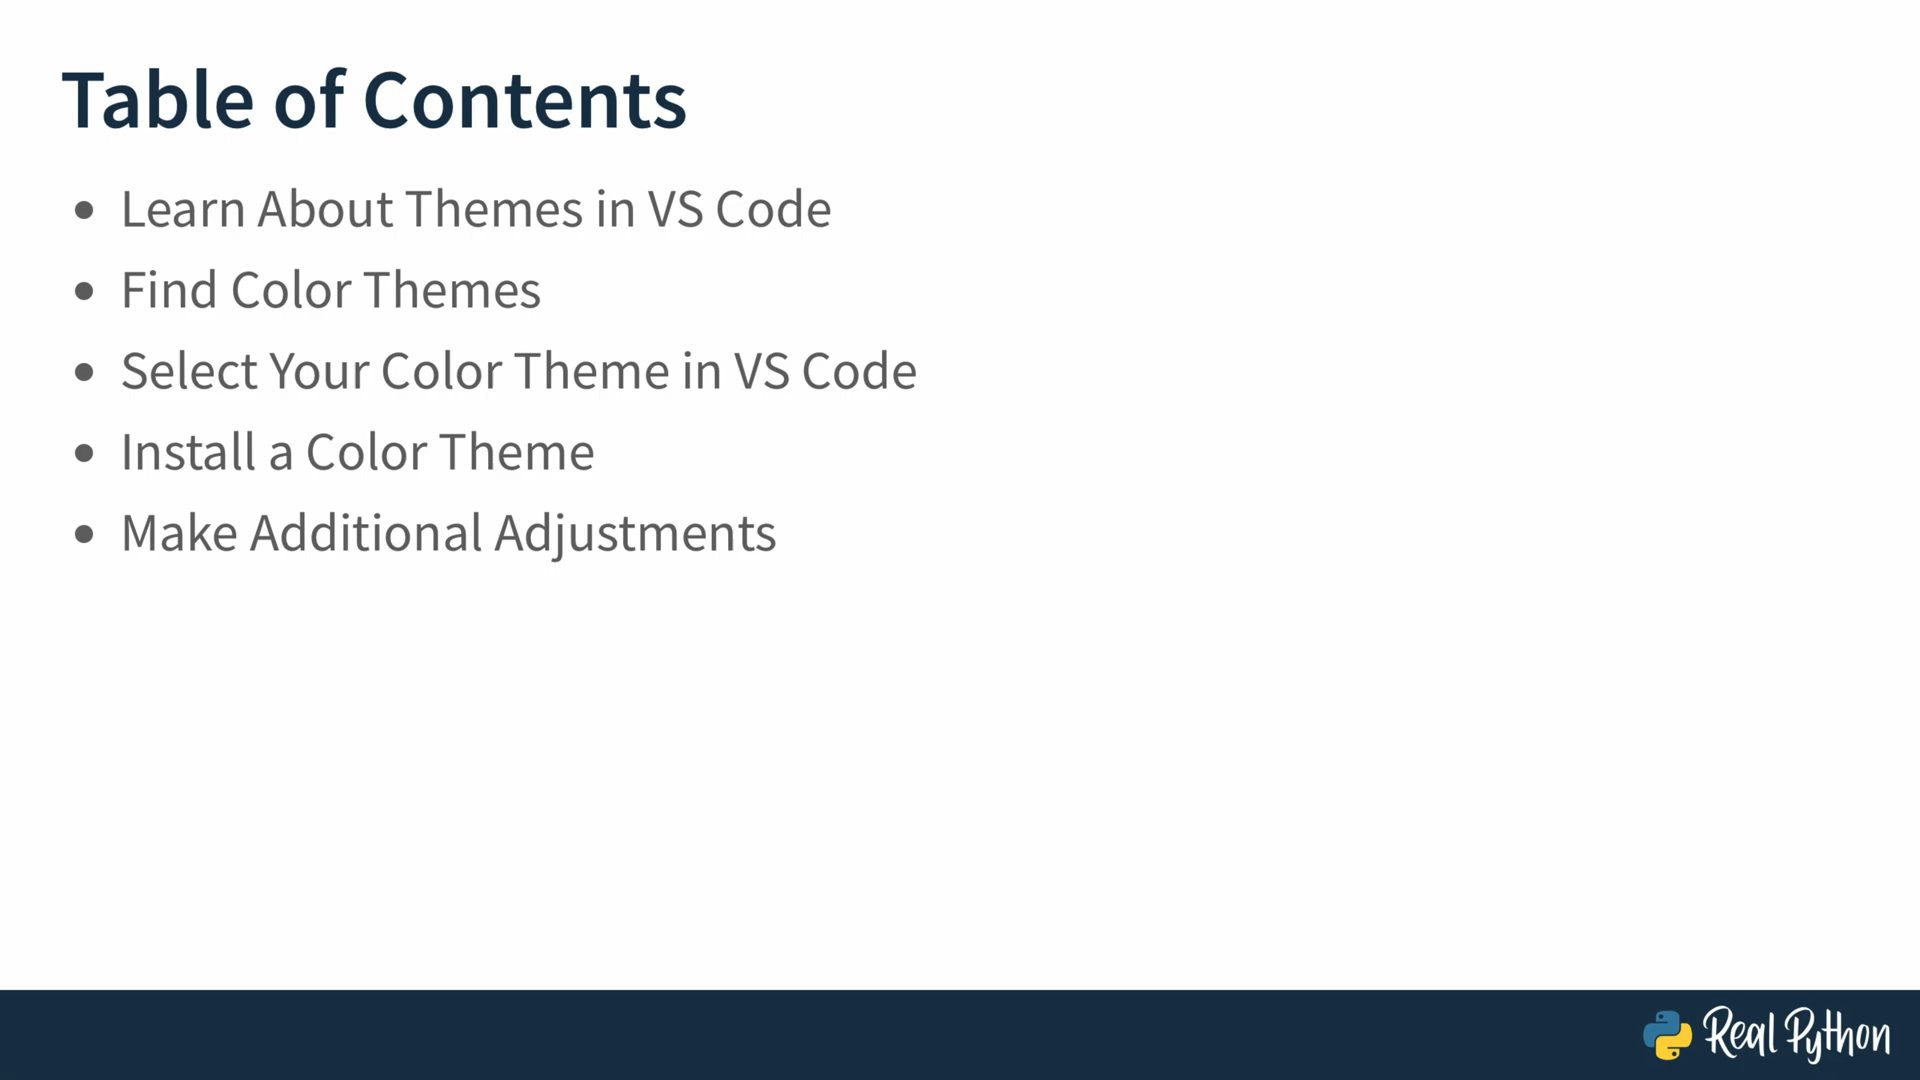 Table of Contents
• Learn About Themes in VS Code
• Find Color Themes
• Select Your Color Theme in VS Code
• Install a Color Theme
• Make Additional Adjustments
Real Python